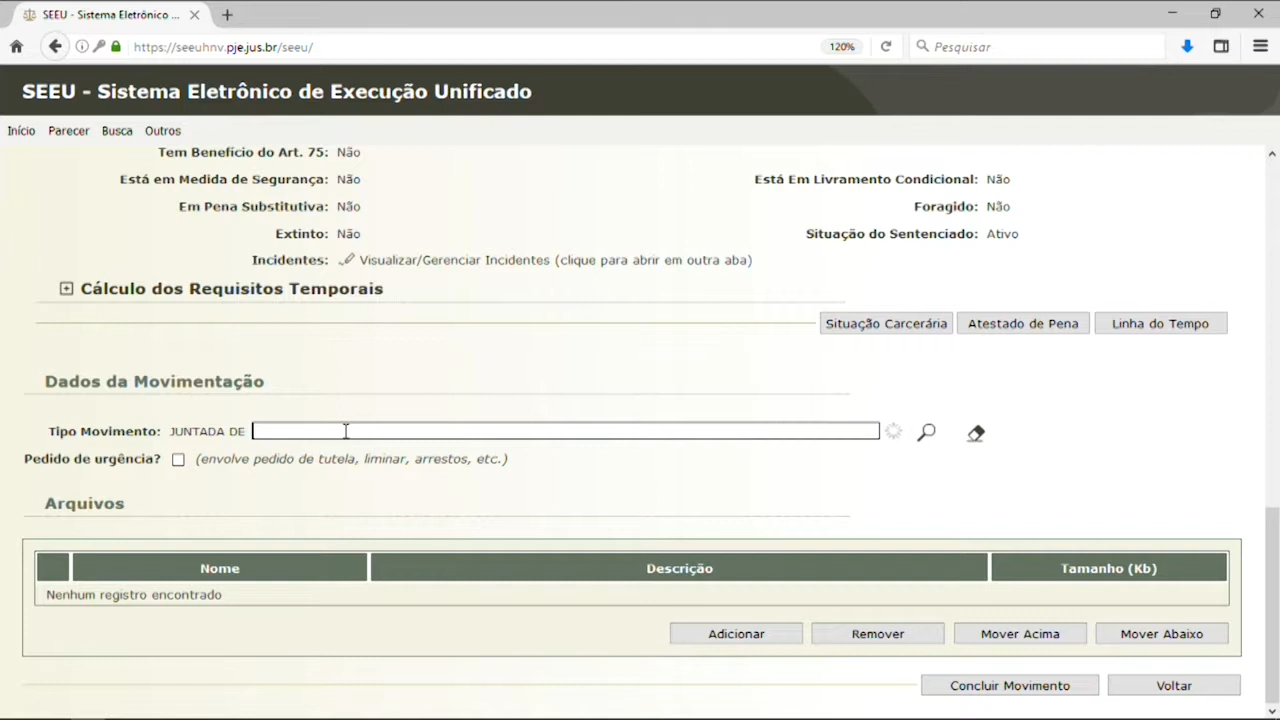 SEEU - Sistema Eletrônico ...
https://seeuhnv.pje.jus.br/seeu/
120%
Pesquisar
SEEU - Sistema Eletrônico de Execução Unificado
Início Parecer Busca Outros
Tem Benefício do Art. 75: Não
Está em Medida de Segurança: Não
Está Em Livramento Condicional: Não
Em Pena Substitutiva: Não
Foragido: Não
Extinto: Não
Situação do Sentenciado: Ativo
Incidentes: Visualizar/Gerenciar Incidentes (clique para abrir em outra aba)
Cálculo dos Requisitos Temporais
Situação Carcerária Atestado de Pena Linha do Tempo
Dados da Movimentação
Tipo Movimento: JUNTADA DE
Pedido de urgência? (envolve pedido de tutela, liminar, arrestos, etc.)
Arquivos
Nome Descrição Tamanho (Kb)
Nenhum registro encontrado
Adicionar Remover Mover Acima Mover Abaixo
Concluir Movimento Voltar